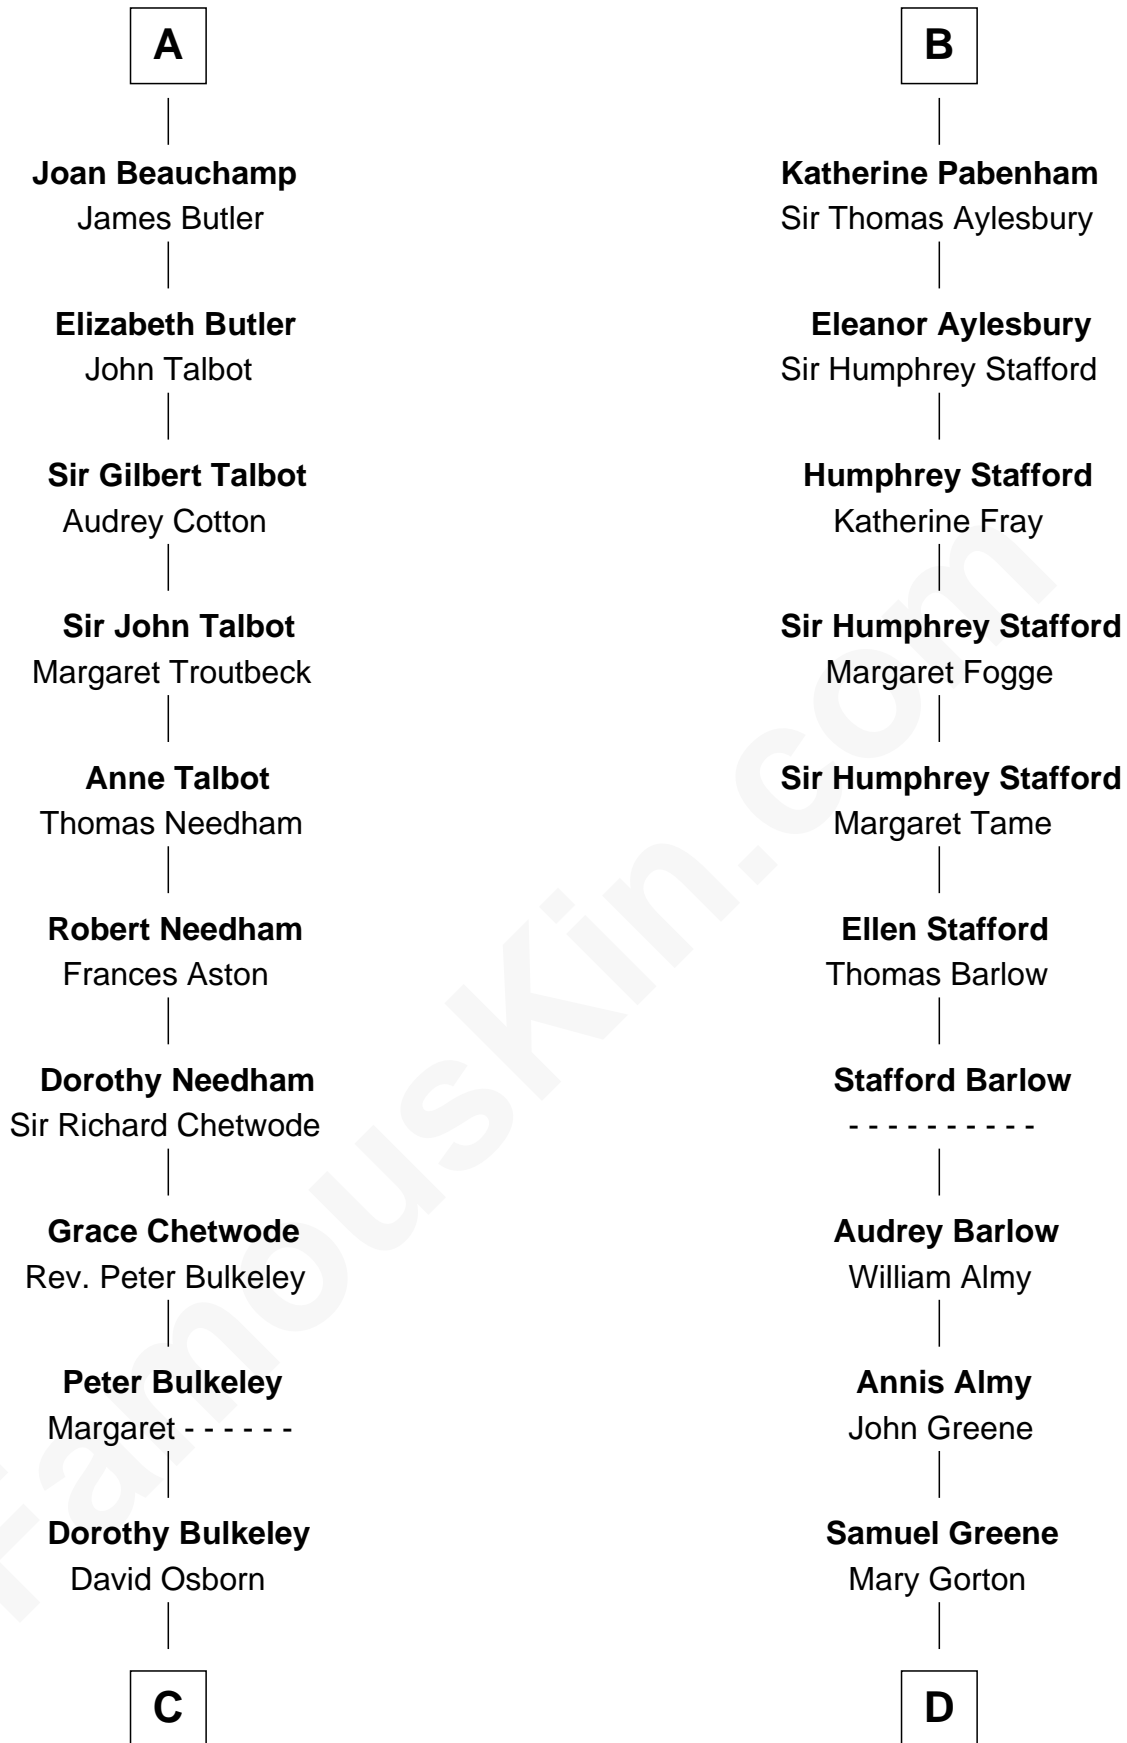 A
Joan Beauchamp
James Butler
Elizabeth Butler
John Talbot
Sir Gilbert Talbot
Audrey Cotton
Sir John Talbot
Margaret Troutbeck
Anne Talbot
Thomas Needham
Robert Needham
Frances Aston
Dorothy Needham
Sir Richard Chetwode
Grace Chetwode
Rev. Peter Bulkeley
Peter Bulkeley
Margaret - - - - - -
Dorothy Bulkeley
David Osborn
C
B
Katherine Pabenham
Sir Thomas Aylesbury
Eleanor Aylesbury
Sir Humphrey Stafford
Humphrey Stafford
Katherine Fray
Sir Humphrey Stafford
Margaret Fogge
Sir Humphrey Stafford
Margaret Tame
Ellen Stafford
Thomas Barlow
Stafford Barlow
- - - - - - - - - -
Audrey Barlow
William Almy
Annis Almy
John Greene
Samuel Greene
Mary Gorton
D
FamousKin.com